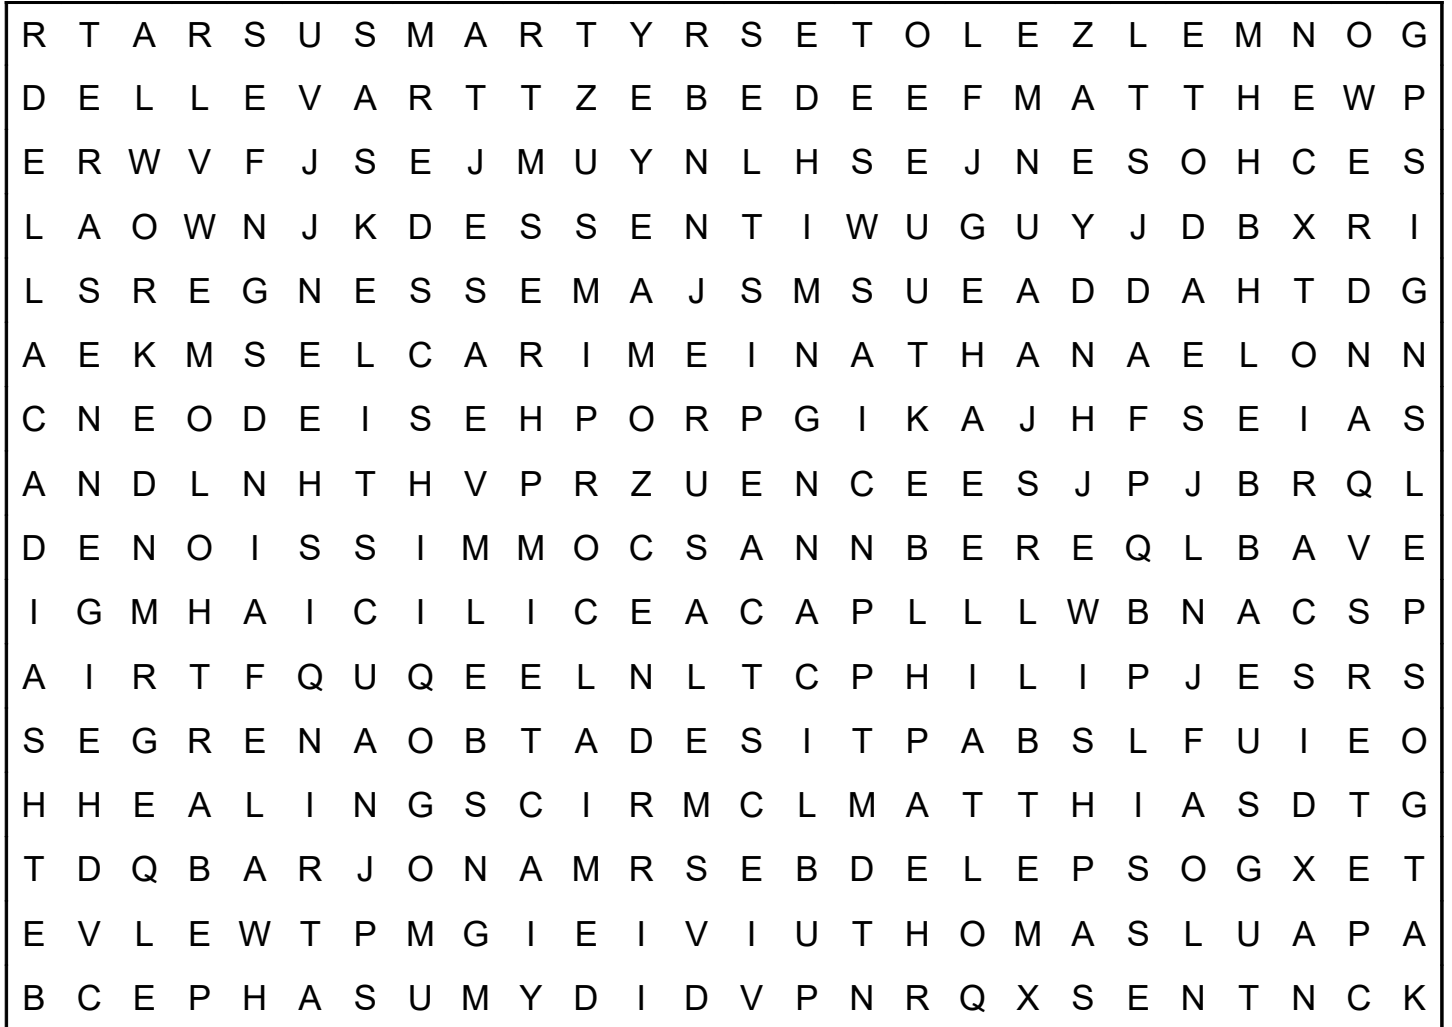 R T A R S U S M A R T Y R S E T O L E Z L E M N O G
D E L L E V A R T T Z E B E D E E F M A T T H E W P
E R W V F J S E J M U Y N L H S E J N E S O H C E S
L A O W N J K D E S S E N T I W U G U Y J D B X R I
L S R E G N E S S E M A J S M S U E A D D A H T D G
A E K M S E L C A R I M E I N A T H A N A E L O N N
C N E O D E I S E H P O R P G I K A J H F S E I A S
A N D L N H T H V P R Z U E N C E E S J P J B R Q L
D E N O I S S I M M O C S A N N B E R E Q L B A V E
I G M H A I C I L I C E A C A P L L L W B N A C S P
A I R T F Q U Q E E L N L T C P H I L I P J E S R S
S E G R E N A O B T A D E S I T P A B S L F U I E O
H H E A L I N G S C I R M C L M A T T H I A S D T G
T D Q B A R J O N A M R S E B D E L E P S O G X E T
E V L E W T P M G I E I V I U T H O M A S L U A P A
B C E P H A S U M Y D I D V P N R Q X S E N T N C K